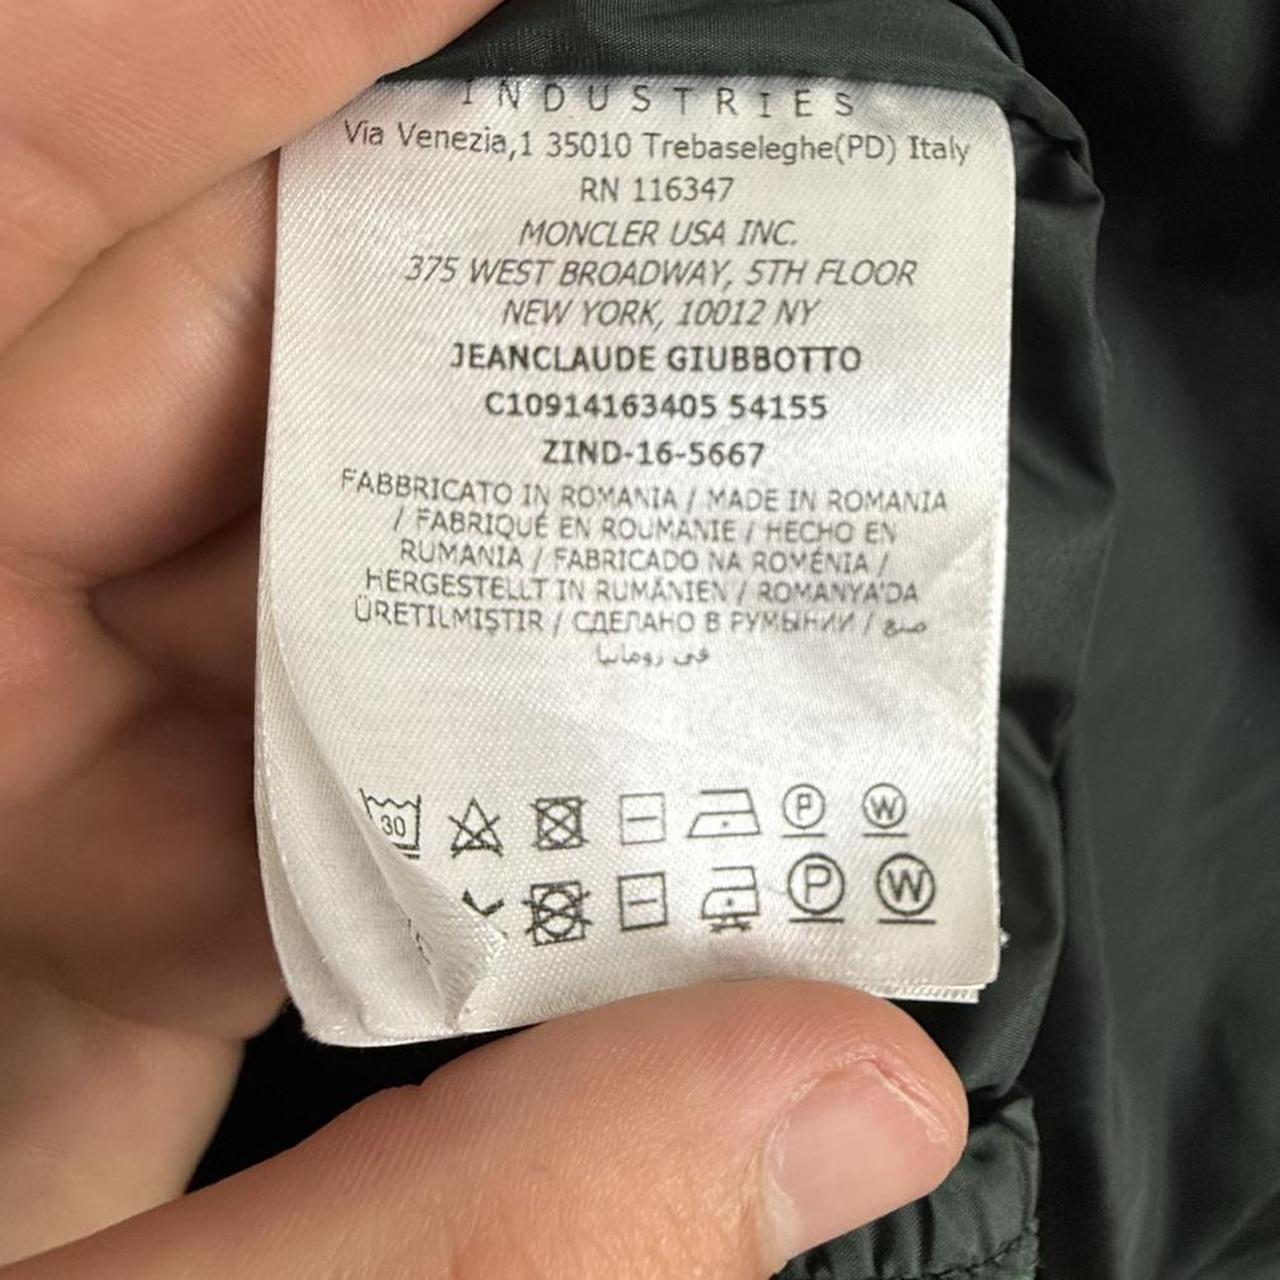 INDUSTRIES
Via Venezia,1 35010 Trebaseleghe(PD) Italy
RN 116347
MONCLER USA INC.
375 WEST BROADWAY, 5TH FLOOR
NEW YORK, 10012 NY
JEANCLAUDE GIUBBOTTO
C10914163405 54155
ZIND-16-5667
FABBRICATO IN ROMANIA / MADE IN ROMANIA
/ FABRIQUÉ EN ROUMANIE / HECHO EN
RUMANIA / FABRICADO NA ROMÉNIA /
HERGESTELLT IN RUMÄNIEN / ROMANYA'DA
ÜRETILMIŞTIR / СДЕЛАНО В РУМЫНИИ / صنع
في رومانيا
30 P W
P W